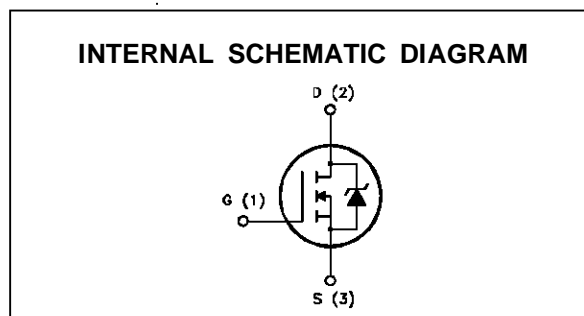 INTERNAL SCHEMATIC DIAGRAM
D (2)
G (1)
S (3)